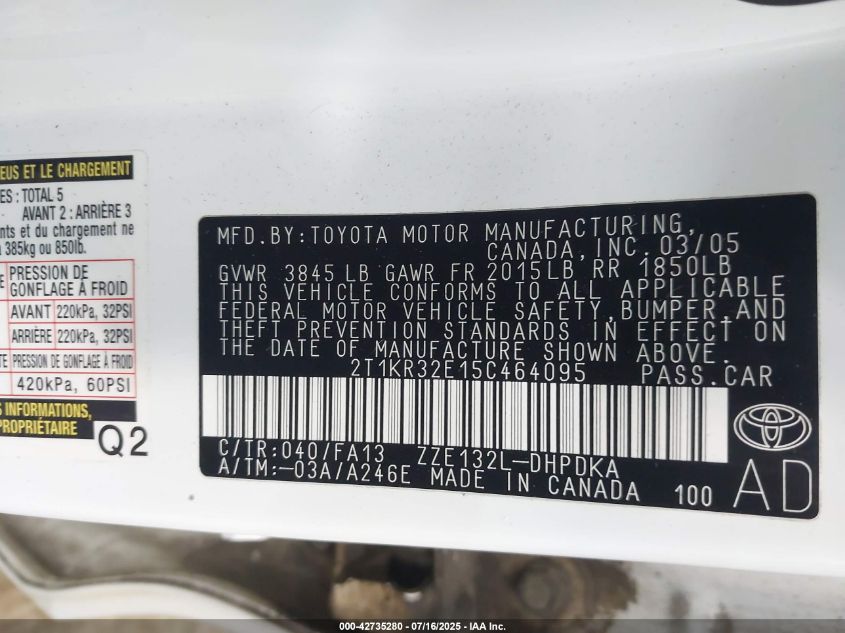 EUS ET LE CHARGEMENT
ES : TOTAL 5
AVANT 2 : ARRIÈRE 3
nts et du chargement ne
385kg ou 850lb.
PRESSION DE
GONFLAGE À FROID
AVANT 220kPa, 32PSI
ARRIÈRE 220kPa, 32PSI
PRESSION DE GONFLAGE À FROID
420kPa, 60PSI
S INFORMATIONS,
PROPRIÉTAIRE
Q2
MFD.BY:TOYOTA MOTOR MANUFACTURING,
CANADA,INC. 03/05
GVWR 3845 LB GAWR FR 2015LB RR 1850LB
THIS VEHICLE CONFORMS TO ALL APPLICABLE
FEDERAL MOTOR VEHICLE SAFETY,BUMPER,AND
THEFT PREVENTION STANDARDS IN EFFECT ON
THE DATE OF MANUFACTURE SHOWN ABOVE.
2T1KR32E15C464095 PASS.CAR
C/TR:040/FA13 ZZE132L-DHPDKA
A/TM:-03A/A246E MADE IN CANADA 100
AD
000-42735280 - 07/16/2025 - IAA Inc.